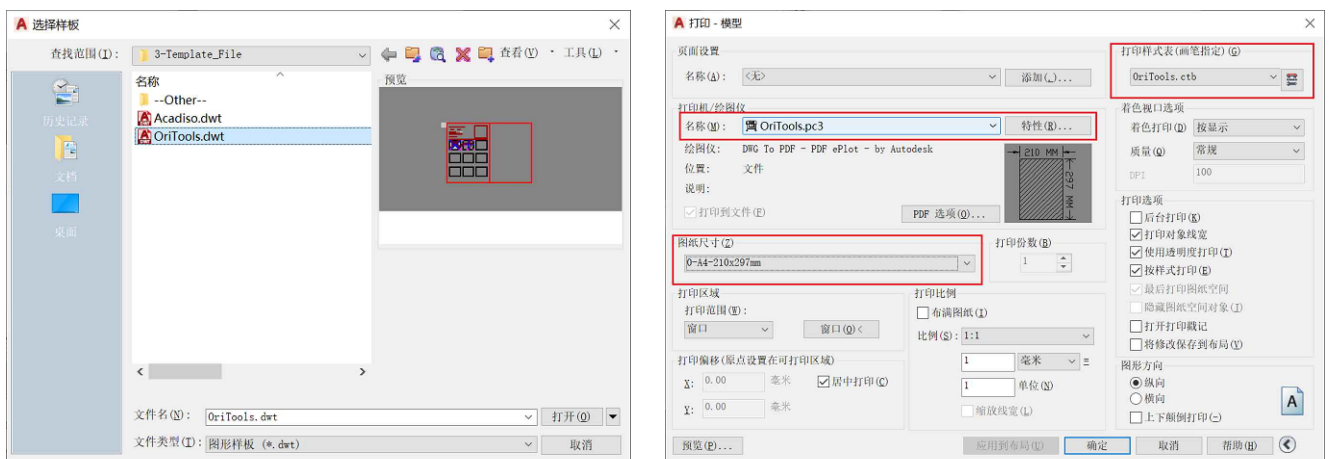 选择样板
查找范围(I): 3-Template_File 查看(V) 工具(L)
名称
--Other--
Acadiso.dwt
OriTools.dwt
历史记录
文档
桌面
预览
文件名(N): OriTools.dwt 打开(O)
文件类型(T): 图形样板 (*.dwt) 取消
打印 - 模型
页面设置
名称(A): <无> 添加(.)...
打印机/绘图仪
名称(M): OriTools.pc3 特性(R)...
绘图仪: DWG To PDF - PDF ePlot - by Autodesk
位置: 文件
说明:
打印到文件(F) PDF 选项(O)...
210 MM
297 MM
图纸尺寸(Z)
0-A4-210x297mm
打印份数(B)
1
打印区域
打印范围(W):
窗口 窗口(O)<
打印比例
布满图纸(I)
比例(S): 1:1
1 毫米 =
1 单位(N)
缩放线宽(L)
打印偏移(原点设置在可打印区域)
X: 0.00 毫米 居中打印(C)
Y: 0.00 毫米
打印样式表(画笔指定)(G)
OriTools.ctb
着色视口选项
着色打印(D) 按显示
质量(Q) 常规
DPI 100
打印选项
后台打印(K)
打印对象线宽
使用透明度打印(T)
按样式打印(E)
最后打印图纸空间
隐藏图纸空间对象(J)
打开打印戳记
将修改保存到布局(V)
图形方向
纵向
横向
上下颠倒打印(-)
A
预览(P)... 应用到布局(U) 确定 取消 帮助(H)